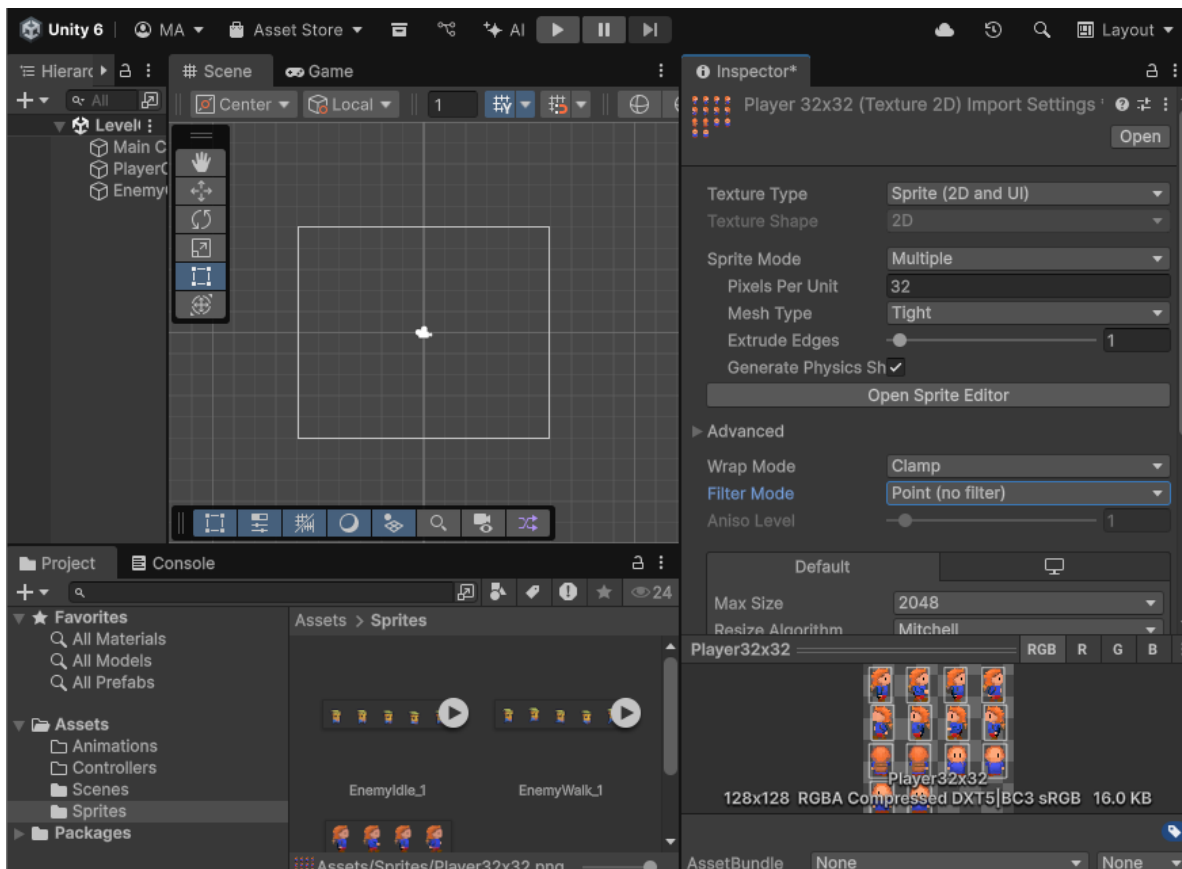 Unity 6 MA Asset Store AI Layout
Hierarc Scene Game Inspector*
All Center Local 1 Player 32x32 (Texture 2D) Import Settings
Open
Level
Main C
Player
Enemy
Texture Type Sprite (2D and UI)
Texture Shape 2D
Sprite Mode Multiple
Pixels Per Unit 32
Mesh Type Tight
Extrude Edges 1
Generate Physics Sh
Open Sprite Editor
Advanced
Wrap Mode Clamp
Filter Mode Point (no filter)
Aniso Level 1
Default
Max Size 2048
Resize Algorithm Mitchell
Player32x32 RGB R G B
Player32x32
128x128 RGBA Compressed DXT5|BC3 sRGB 16.0 KB
AssetBundle None None
Project Console
24
Favorites
All Materials
All Models
All Prefabs
Assets
Animations
Controllers
Scenes
Sprites
Packages
Assets > Sprites
EnemyIdle_1 EnemyWalk_1
Assets/Sprites/Player32x32.png